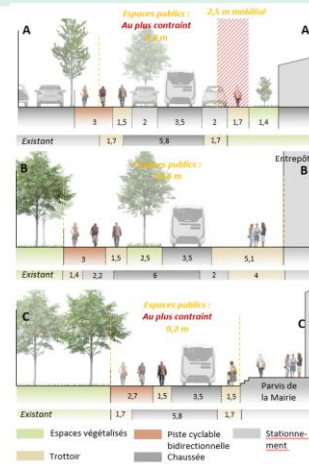 Espaces publics :
Au plus contraint
2,5 m mobilisé
A
A
3
1,5
2
3,5
2
1,7
1,4
Existant
1,7
5,8
1,7
Espaces publics :
Entrepôt
B
B
3
1,5
2,5
3,5
5,1
Existant
1,4
2,2
6
2
4
Espaces publics :
Au plus contraint
9,2 m
C
C
2,7
1,5
3,5
1,5
Parvis de
la Mairie
Existant
1,7
5,8
1,7
Espaces végétalisés
Piste cyclable
bidirectionnelle
Stationne-
ment
Trottoir
Chaussée